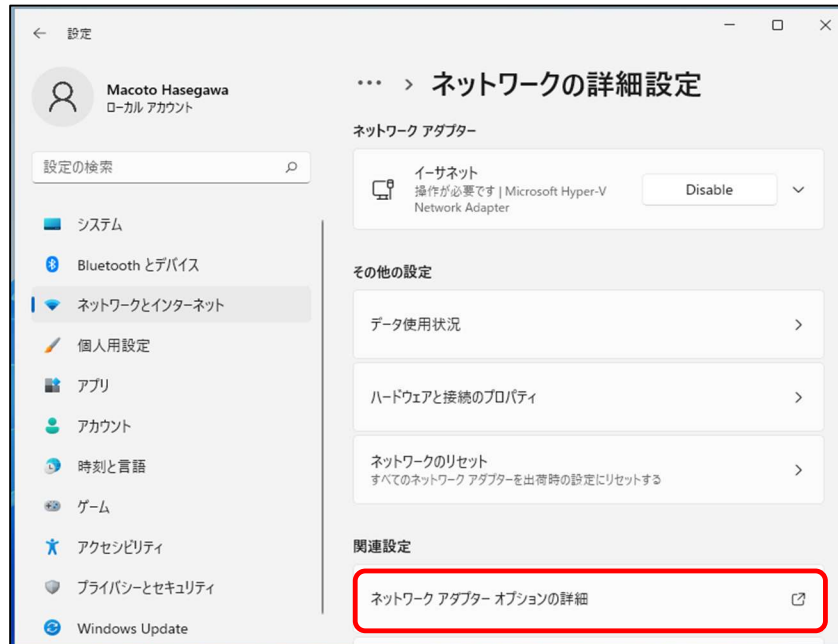 設定
Macoto Hasegawa
ローカル アカウント
設定の検索
システム
Bluetooth とデバイス
ネットワークとインターネット
個人用設定
アプリ
アカウント
時刻と言語
ゲーム
アクセシビリティ
プライバシーとセキュリティ
Windows Update
… › ネットワークの詳細設定
ネットワーク アダプター
イーサネット
操作が必要です | Microsoft Hyper-V
Network Adapter
Disable
その他の設定
データ使用状況
ハードウェアと接続のプロパティ
ネットワークのリセット
すべてのネットワーク アダプターを出荷時の設定にリセットする
関連設定
ネットワーク アダプター オプションの詳細